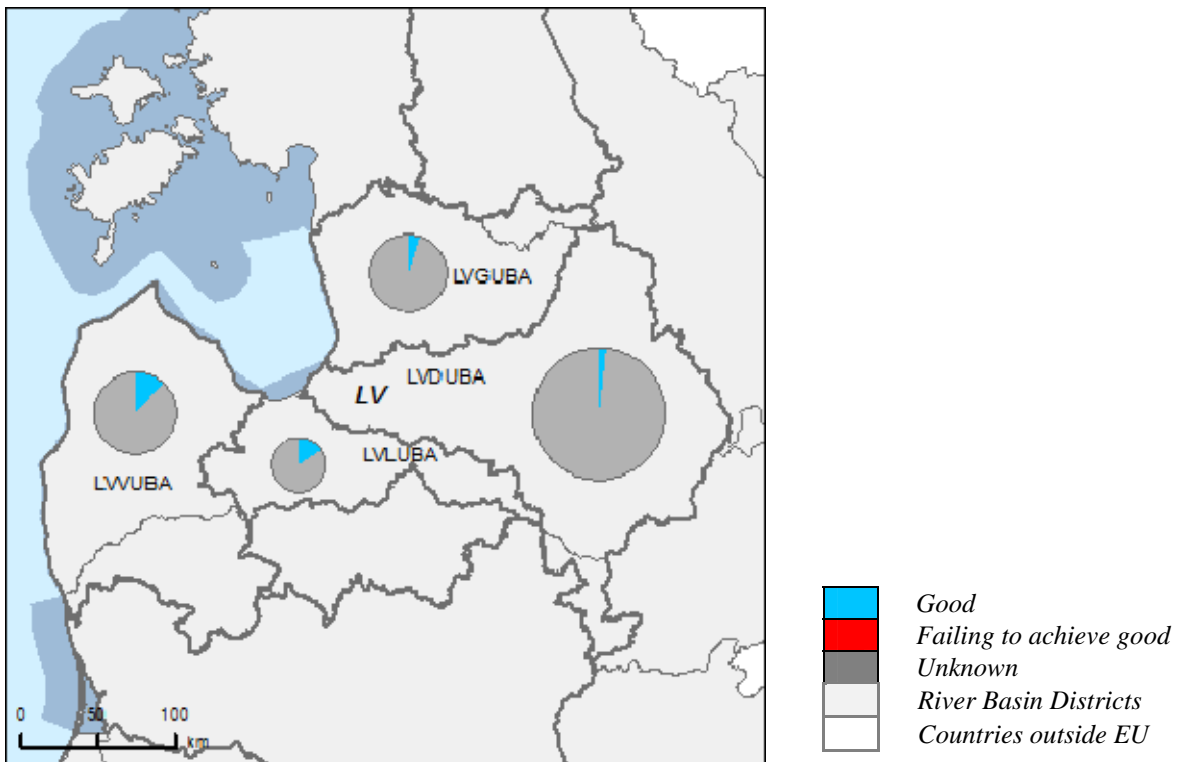 LVGUBA
LVDUBA
LV
LVLUBA
LVVUBA
0 50 100
km
Good
Failing to achieve good
Unknown
River Basin Districts
Countries outside EU